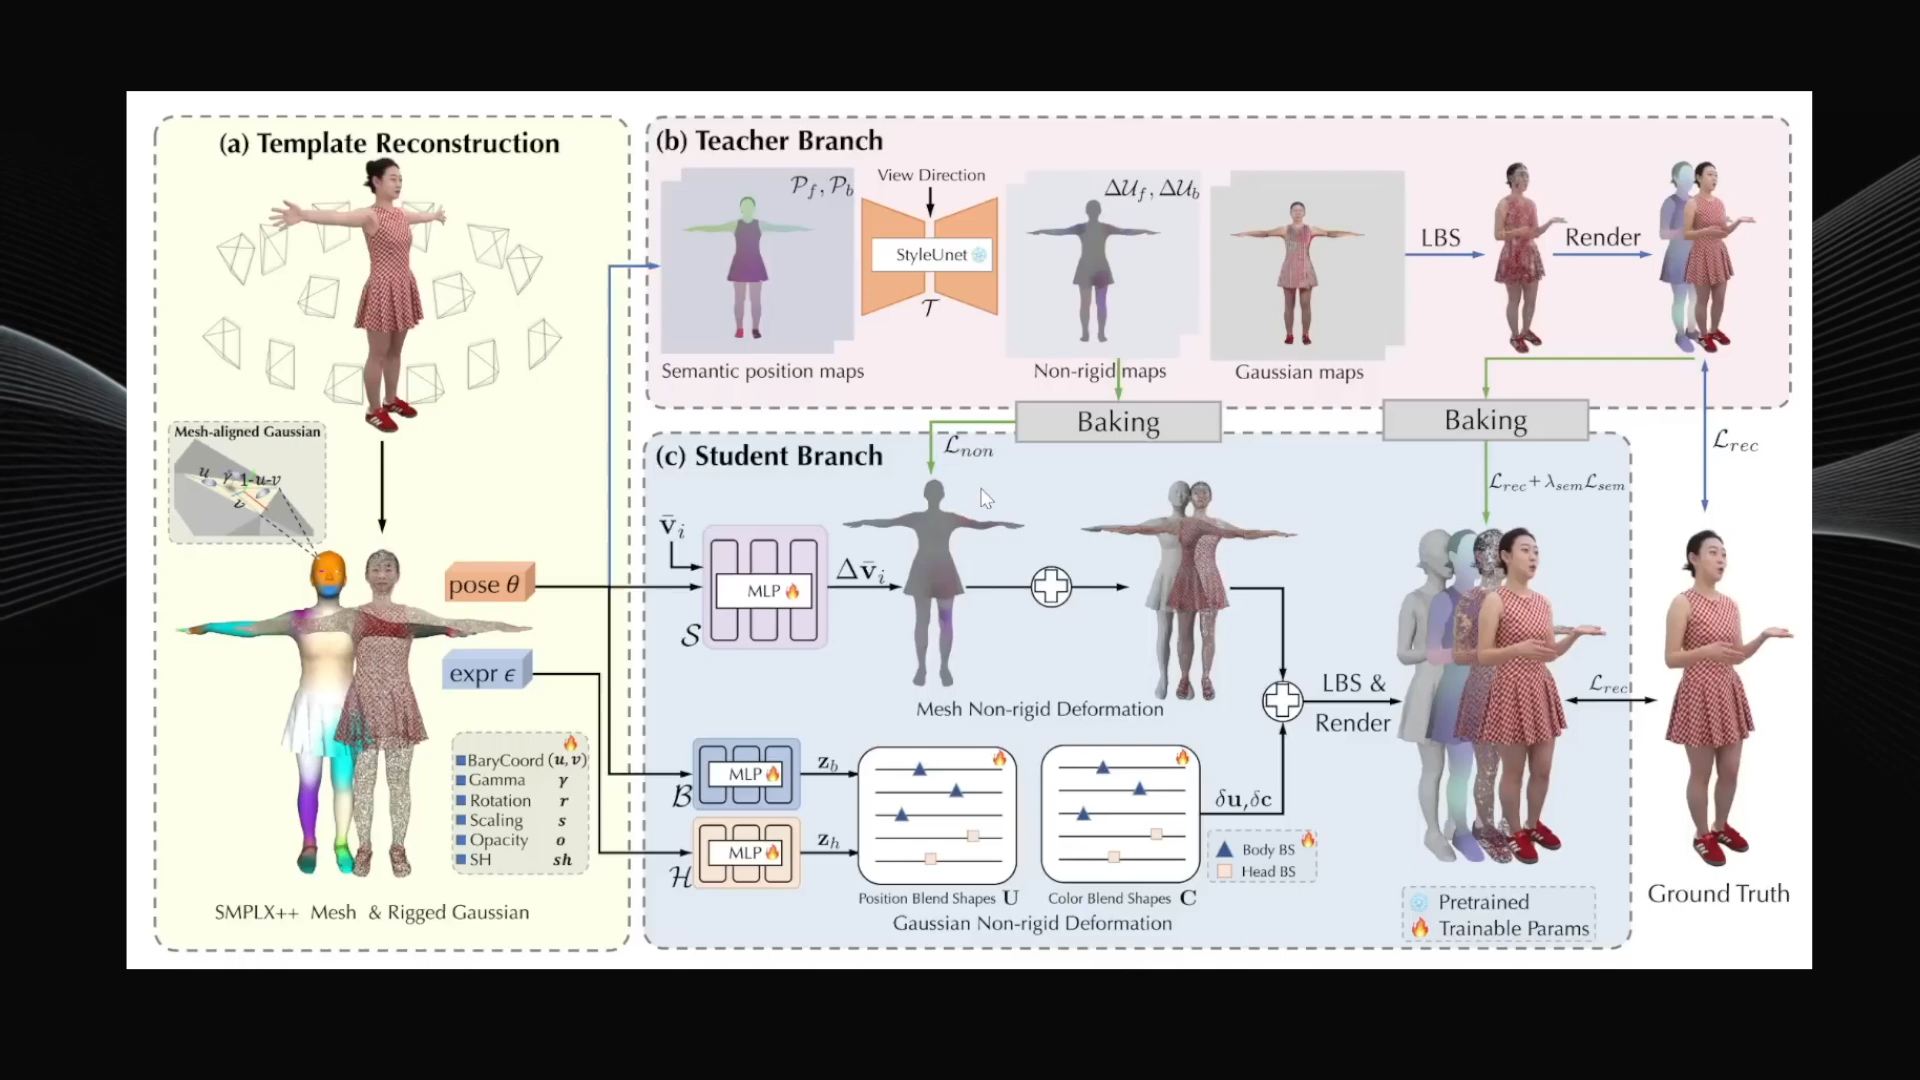 (a) Template Reconstruction
Mesh-aligned Gaussian
u γ 1-u-v
v
pose θ
expr ϵ
BaryCoord (u, v)
Gamma γ
Rotation r
Scaling s
Opacity o
SH sh
SMPLX++ Mesh & Rigged Gaussian
(b) Teacher Branch
𝒫f, 𝒫b
View Direction
StyleUnet
𝒯
Δ𝒰f, Δ𝒰b
LBS
Render
Semantic position maps
Non-rigid maps
Gaussian maps
Baking
Baking
ℒnon
ℒrec + λsemℒsem
ℒrec
(c) Student Branch
v̄i
MLP
𝒮
Δv̄i
Mesh Non-rigid Deformation
LBS &
Render
ℒrec
MLP
ℬ
zb
MLP
ℋ
zh
δu,δc
Body BS
Head BS
Position Blend Shapes U
Color Blend Shapes C
Gaussian Non-rigid Deformation
Pretrained
Trainable Params
Ground Truth